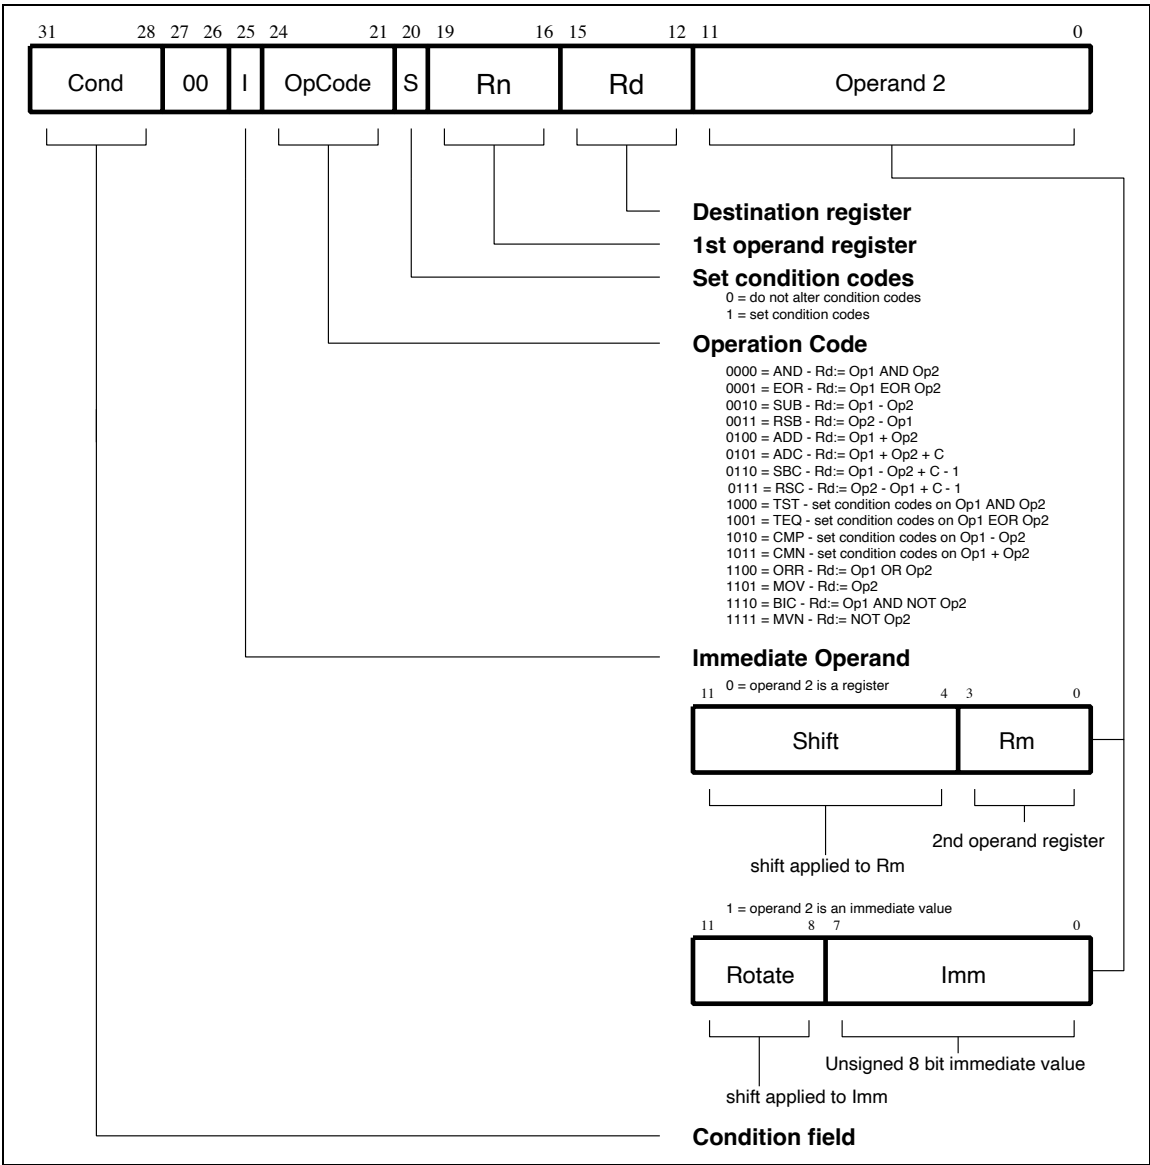 31 28 27 26 25 24 21 20 19 16 15 12 11 0
Cond 00 I OpCode S Rn Rd Operand 2
Destination register
1st operand register
Set condition codes
0 = do not alter condition codes
1 = set condition codes
Operation Code
0000 = AND - Rd:= Op1 AND Op2
0001 = EOR - Rd:= Op1 EOR Op2
0010 = SUB - Rd:= Op1 - Op2
0011 = RSB - Rd:= Op2 - Op1
0100 = ADD - Rd:= Op1 + Op2
0101 = ADC - Rd:= Op1 + Op2 + C
0110 = SBC - Rd:= Op1 - Op2 + C - 1
0111 = RSC - Rd:= Op2 - Op1 + C - 1
1000 = TST - set condition codes on Op1 AND Op2
1001 = TEQ - set condition codes on Op1 EOR Op2
1010 = CMP - set condition codes on Op1 - Op2
1011 = CMN - set condition codes on Op1 + Op2
1100 = ORR - Rd:= Op1 OR Op2
1101 = MOV - Rd:= Op2
1110 = BIC - Rd:= Op1 AND NOT Op2
1111 = MVN - Rd:= NOT Op2
Immediate Operand
0 = operand 2 is a register
11 4 3 0
Shift Rm
2nd operand register
shift applied to Rm
1 = operand 2 is an immediate value
11 8 7 0
Rotate Imm
Unsigned 8 bit immediate value
shift applied to Imm
Condition field